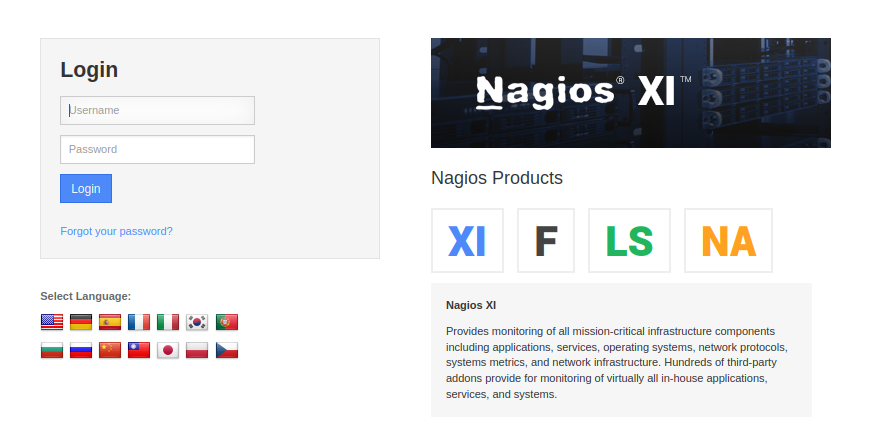 Login
Username
Password
Login
Forgot your password?
Select Language:
Nagios® XI™
Nagios Products
XI F LS NA
Nagios XI
Provides monitoring of all mission-critical infrastructure components
including applications, services, operating systems, network protocols,
systems metrics, and network infrastructure. Hundreds of third-party
addons provide for monitoring of virtually all in-house applications,
services, and systems.